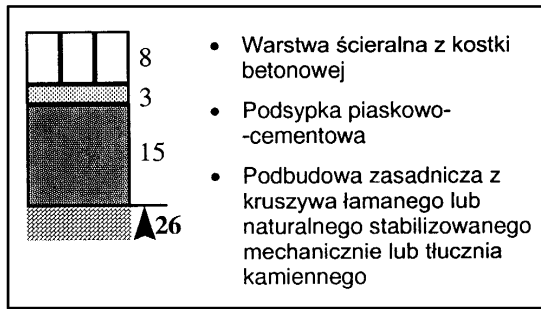 8
3
15
26
• Warstwa ścieralna z kostki
betonowej
• Podsypka piaskowo-
-cementowa
• Podbudowa zasadnicza z
kruszywa łamanego lub
naturalnego stabilizowanego
mechanicznie lub tłucznia
kamiennego